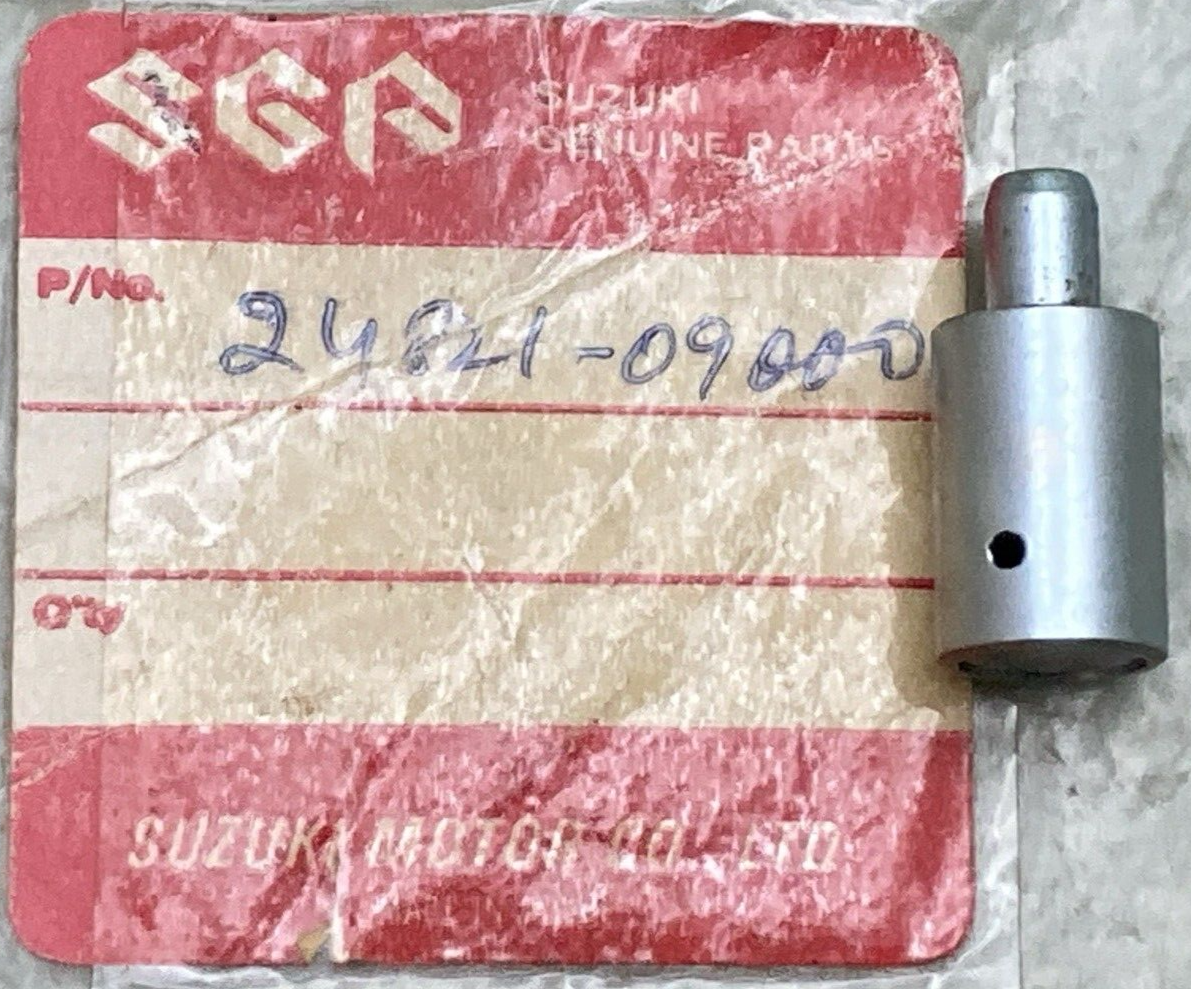 SGP
SUZUKI
GENUINE PARTS
P/No.
24821-09000
Q'ty
SUZUKI MOTOR CO., LTD